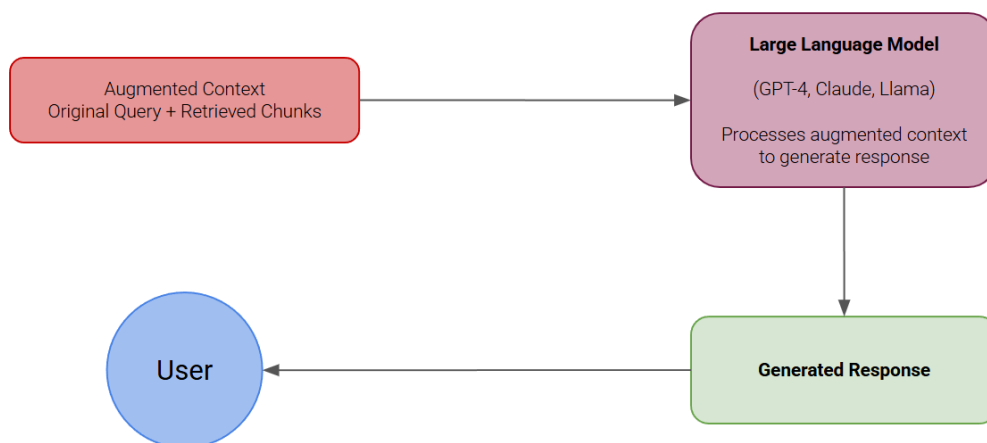 Augmented Context
Original Query + Retrieved Chunks
Large Language Model
(GPT-4, Claude, Llama)
Processes augmented context
to generate response
Generated Response
User